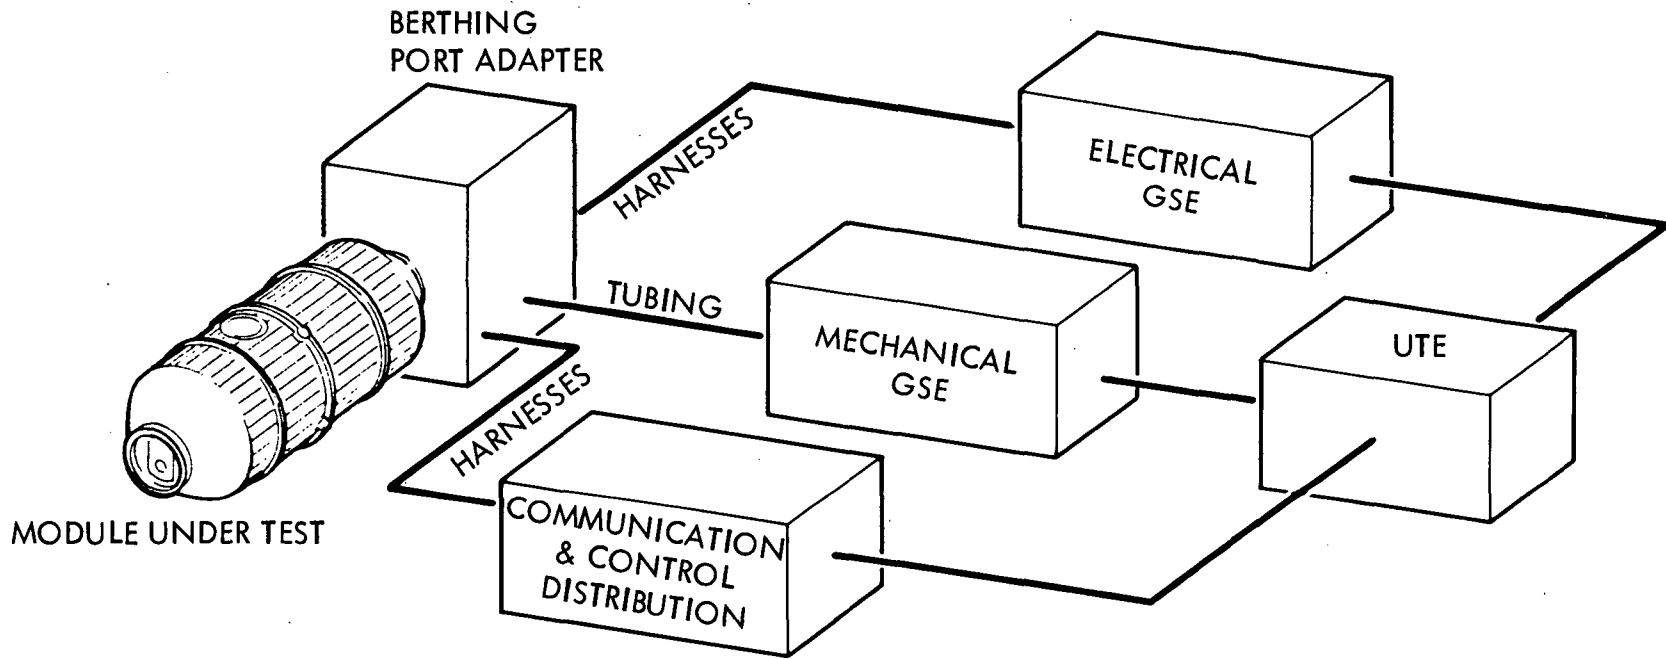 BERTHING
PORT ADAPTER
HARNESSES
ELECTRICAL
GSE
TUBING
MECHANICAL
GSE
UTE
HARNESSES
MODULE UNDER TEST
COMMUNICATION
& CONTROL
DISTRIBUTION